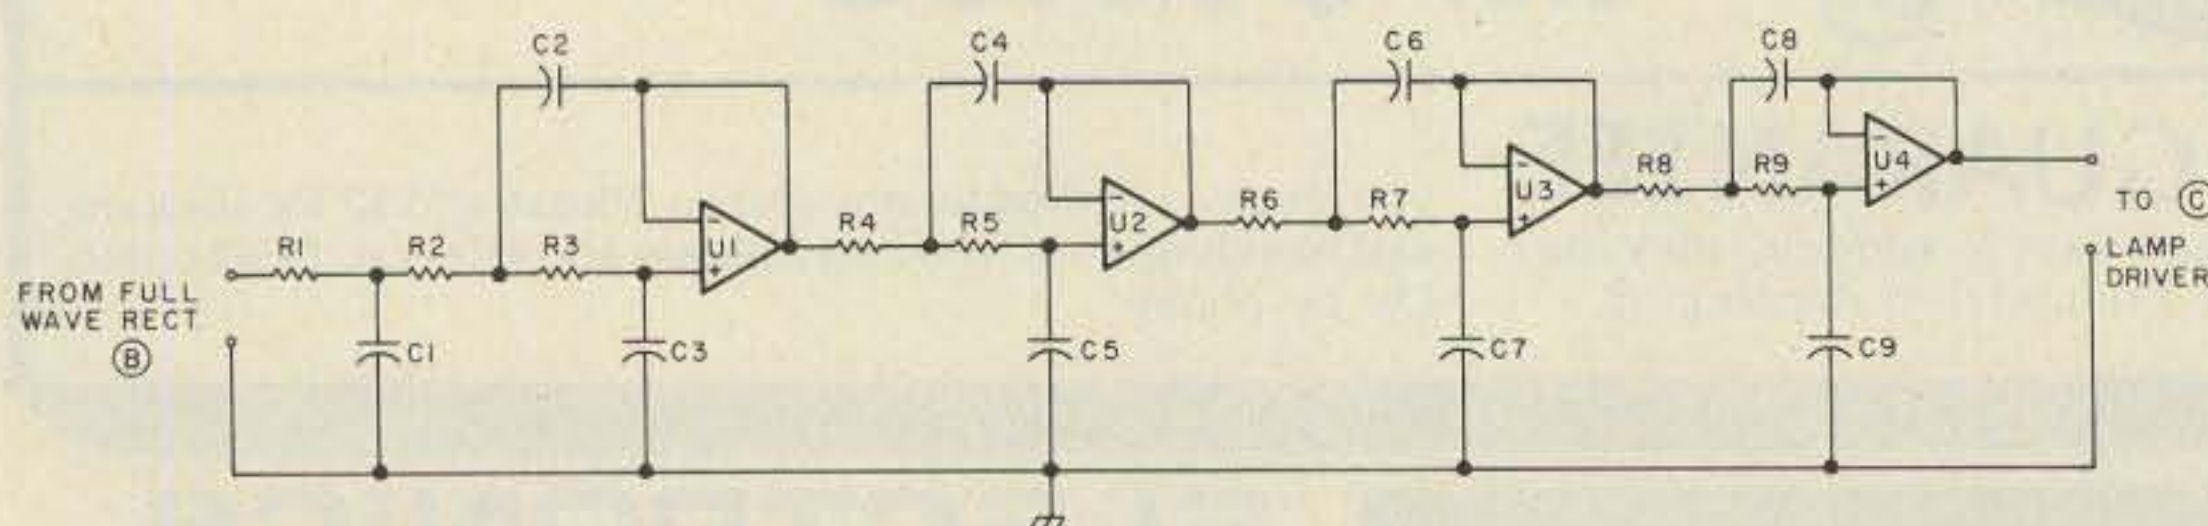 C2
C4
C6
C8
R1
R2
R3
- U1 +
R4
R5
- U2 +
R6
R7
- U3 +
R8
R9
- U4 +
FROM FULL
WAVE RECT
B
C1
C3
C5
C7
C9
TO C
LAMP
DRIVER